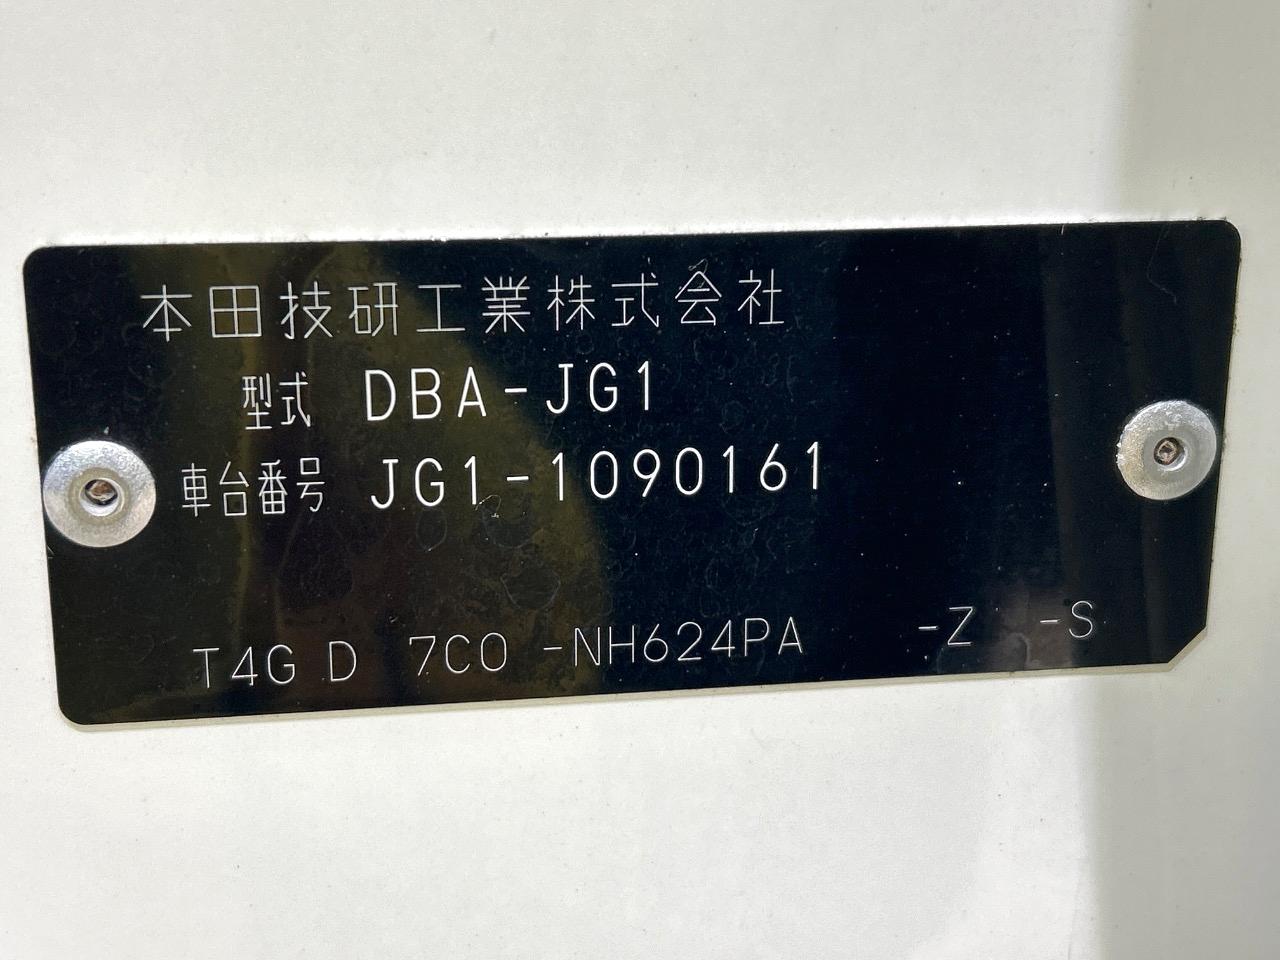 本田技研工業株式会社
型式 DBA-JG1
車台番号 JG1-1090161
T4G D 7C0 -NH624PA -Z -S